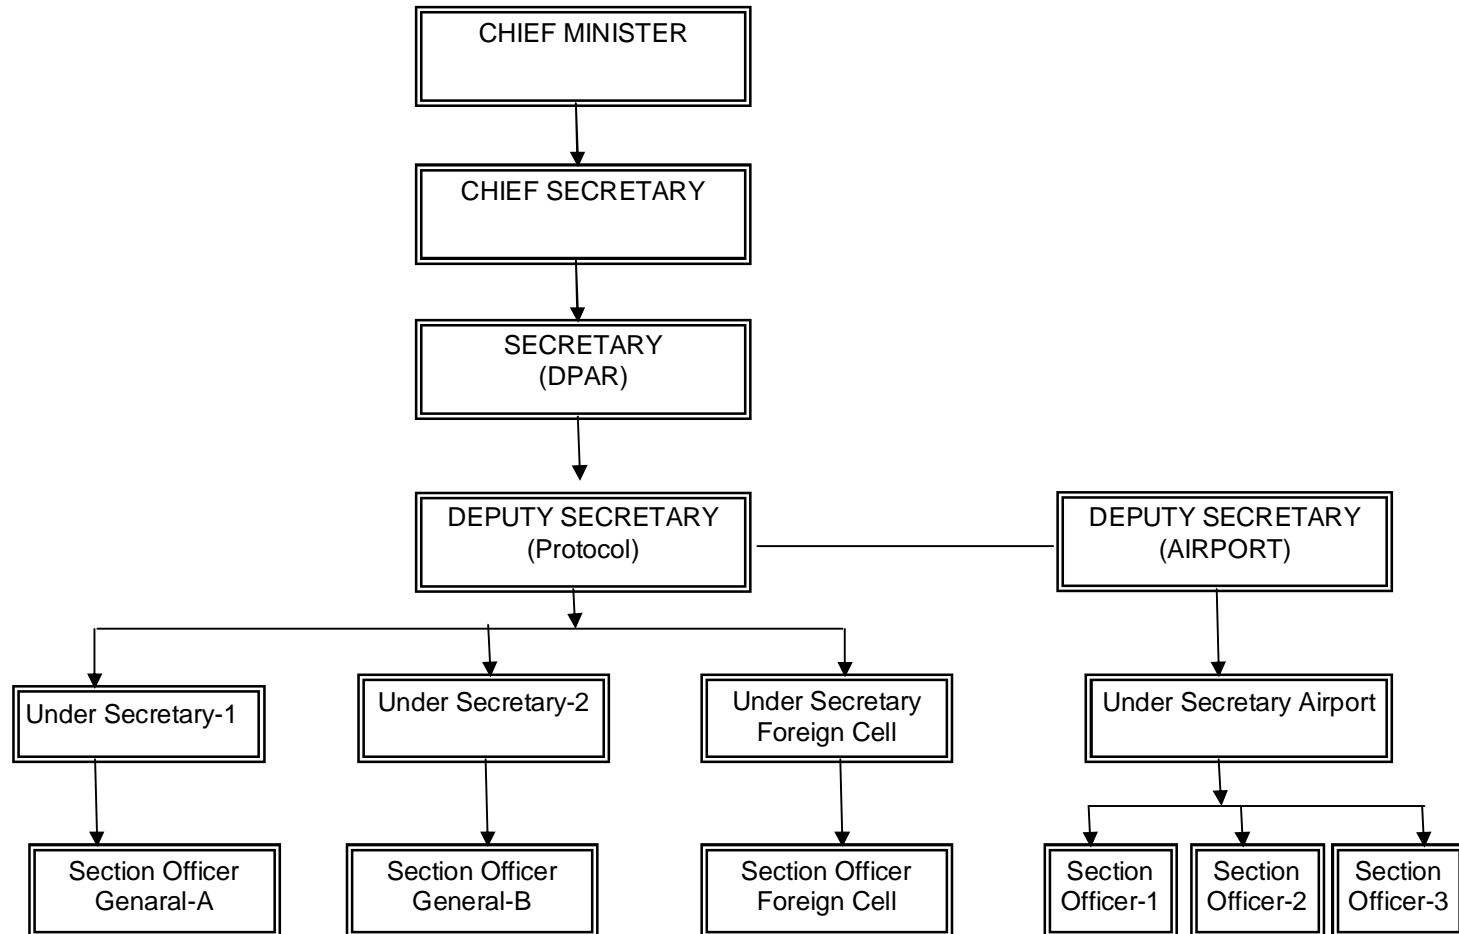 CHIEF MINISTER
CHIEF SECRETARY
SECRETARY
(DPAR)
DEPUTY SECRETARY
(Protocol)
DEPUTY SECRETARY
(AIRPORT)
Under Secretary-1
Under Secretary-2
Under Secretary
Foreign Cell
Under Secretary Airport
Section Officer
Genaral-A
Section Officer
General-B
Section Officer
Foreign Cell
Section
Officer-1
Section
Officer-2
Section
Officer-3